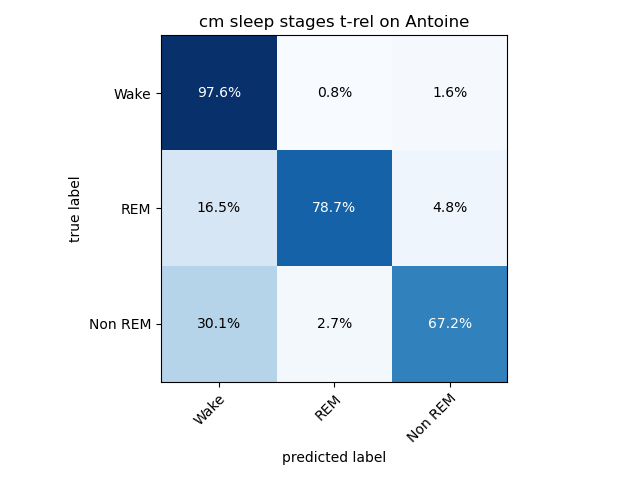 cm sleep stages t-rel on Antoine
Wake
97.6%
0.8%
1.6%
REM
16.5%
78.7%
4.8%
Non REM
30.1%
2.7%
67.2%
true label
Wake
REM
Non REM
predicted label